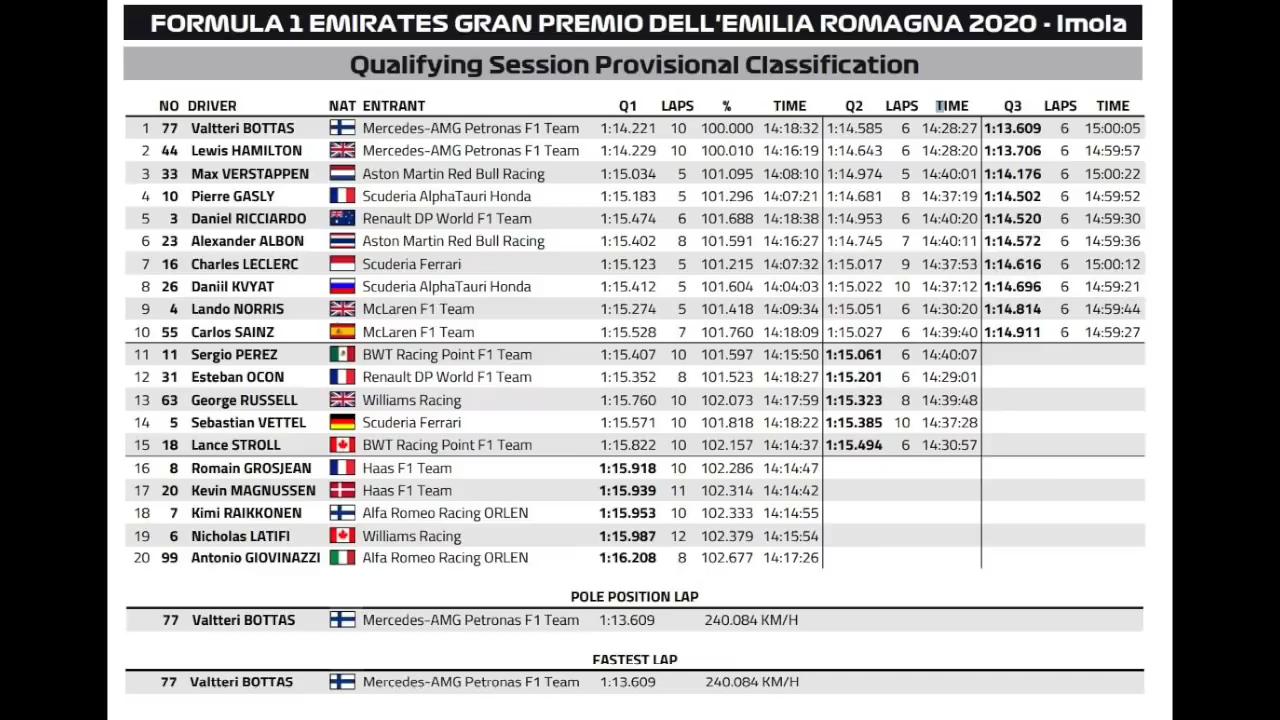 FORMULA 1 EMIRATES GRAN PREMIO DELL'EMILIA ROMAGNA 2020 - Imola
Qualifying Session Provisional Classification
NO DRIVER NAT ENTRANT Q1 LAPS % TIME Q2 LAPS TIME Q3 LAPS TIME
1 77 Valtteri BOTTAS Mercedes-AMG Petronas F1 Team 1:14.221 10 100.000 14:18:32 1:14.585 6 14:28:27 1:13.609 6 15:00:05
2 44 Lewis HAMILTON Mercedes-AMG Petronas F1 Team 1:14.229 10 100.010 14:16:19 1:14.643 6 14:28:20 1:13.706 6 14:59:57
3 33 Max VERSTAPPEN Aston Martin Red Bull Racing 1:15.034 5 101.095 14:08:10 1:14.974 5 14:40:01 1:14.176 6 15:00:22
4 10 Pierre GASLY Scuderia AlphaTauri Honda 1:15.183 5 101.296 14:07:21 1:14.681 8 14:37:19 1:14.502 6 14:59:52
5 3 Daniel RICCIARDO Renault DP World F1 Team 1:15.474 6 101.688 14:18:38 1:14.953 6 14:40:20 1:14.520 6 14:59:30
6 23 Alexander ALBON Aston Martin Red Bull Racing 1:15.402 8 101.591 14:16:27 1:14.745 7 14:40:11 1:14.572 6 14:59:36
7 16 Charles LECLERC Scuderia Ferrari 1:15.123 5 101.215 14:07:32 1:15.017 9 14:37:53 1:14.616 6 15:00:12
8 26 Daniil KVYAT Scuderia AlphaTauri Honda 1:15.412 5 101.604 14:04:03 1:15.022 10 14:37:12 1:14.696 6 14:59:21
9 4 Lando NORRIS McLaren F1 Team 1:15.274 5 101.418 14:09:34 1:15.051 6 14:30:20 1:14.814 6 14:59:44
10 55 Carlos SAINZ McLaren F1 Team 1:15.528 7 101.760 14:18:09 1:15.027 6 14:39:40 1:14.911 6 14:59:27
11 11 Sergio PEREZ BWT Racing Point F1 Team 1:15.407 10 101.597 14:15:50 1:15.061 6 14:40:07
12 31 Esteban OCON Renault DP World F1 Team 1:15.352 8 101.523 14:18:27 1:15.201 6 14:29:01
13 63 George RUSSELL Williams Racing 1:15.760 10 102.073 14:17:59 1:15.323 8 14:39:48
14 5 Sebastian VETTEL Scuderia Ferrari 1:15.571 10 101.818 14:18:22 1:15.385 10 14:37:28
15 18 Lance STROLL BWT Racing Point F1 Team 1:15.822 10 102.157 14:14:37 1:15.494 6 14:30:57
16 8 Romain GROSJEAN Haas F1 Team 1:15.918 10 102.286 14:14:47
17 20 Kevin MAGNUSSEN Haas F1 Team 1:15.939 11 102.314 14:14:42
18 7 Kimi RAIKKONEN Alfa Romeo Racing ORLEN 1:15.953 10 102.333 14:14:55
19 6 Nicholas LATIFI Williams Racing 1:15.987 12 102.379 14:15:54
20 99 Antonio GIOVINAZZI Alfa Romeo Racing ORLEN 1:16.208 8 102.677 14:17:26
POLE POSITION LAP
77 Valtteri BOTTAS Mercedes-AMG Petronas F1 Team 1:13.609 240.084 KM/H
FASTEST LAP
77 Valtteri BOTTAS Mercedes-AMG Petronas F1 Team 1:13.609 240.084 KM/H